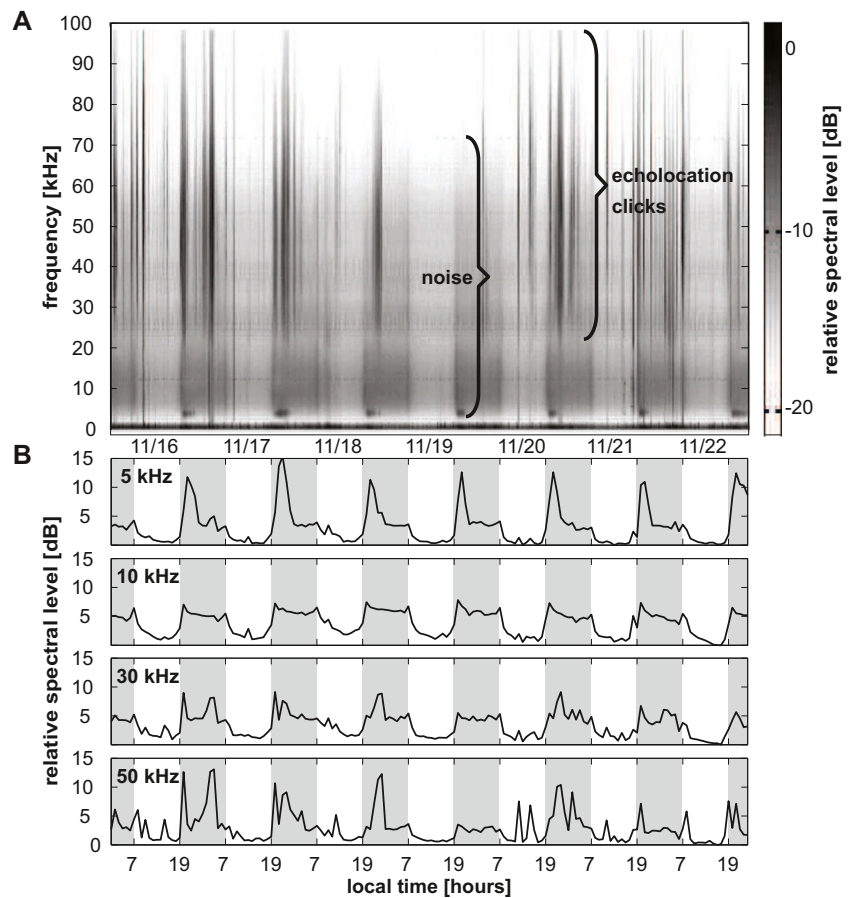 A
100
90
80
70
60
50
40
30
20
10
0
frequency [kHz]
noise
echolocation
clicks
0
-10
-20
relative spectral level [dB]
11/16 11/17 11/18 11/19 11/20 11/21 11/22
B
relative spectral level [dB]
15
10
5
5 kHz
15
10
5
10 kHz
15
10
5
30 kHz
15
10
5
0
50 kHz
7 19 7 19 7 19 7 19 7 19 7 19 7 19
local time [hours]